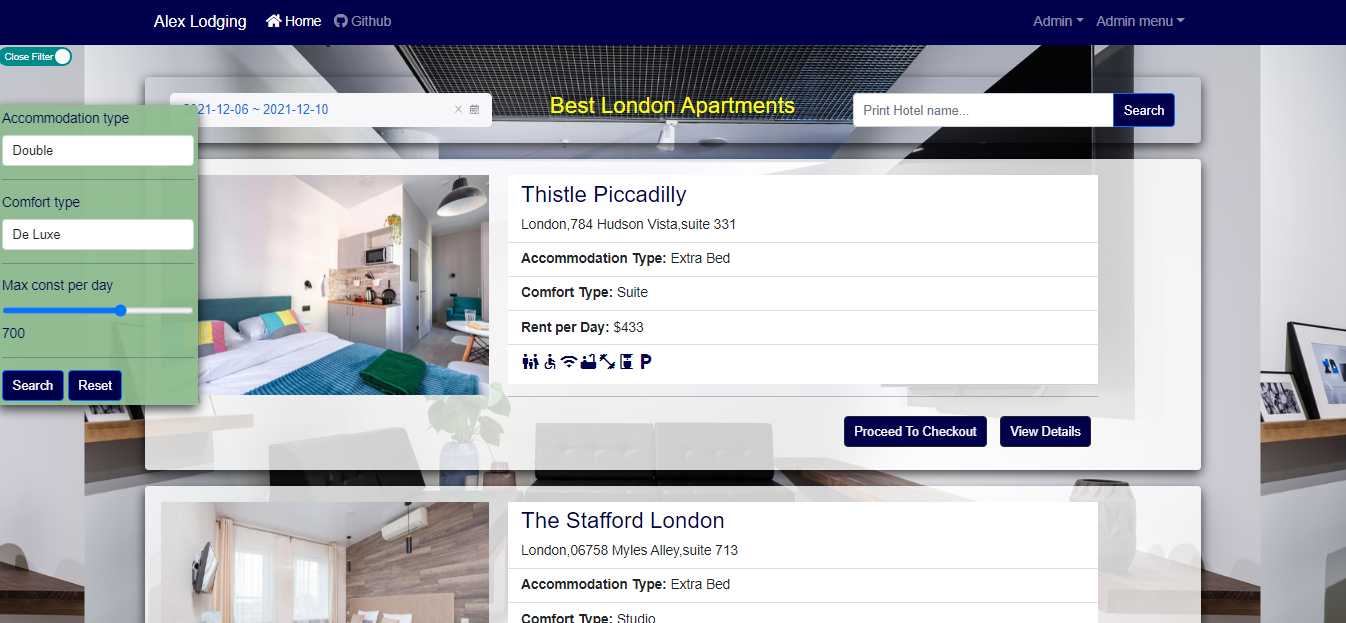 Alex Lodging Home Github Admin Admin menu
Close Filter
2021-12-06 ~ 2021-12-10
Best London Apartments
Print Hotel name...
Search
Accommodation type
Double
Comfort type
De Luxe
Max const per day
700
Search Reset
Thistle Piccadilly
London,784 Hudson Vista,suite 331
Accommodation Type: Extra Bed
Comfort Type: Suite
Rent per Day: $433
Proceed To Checkout View Details
The Stafford London
London,06758 Myles Alley,suite 713
Accommodation Type: Extra Bed
Comfort Type: Studio